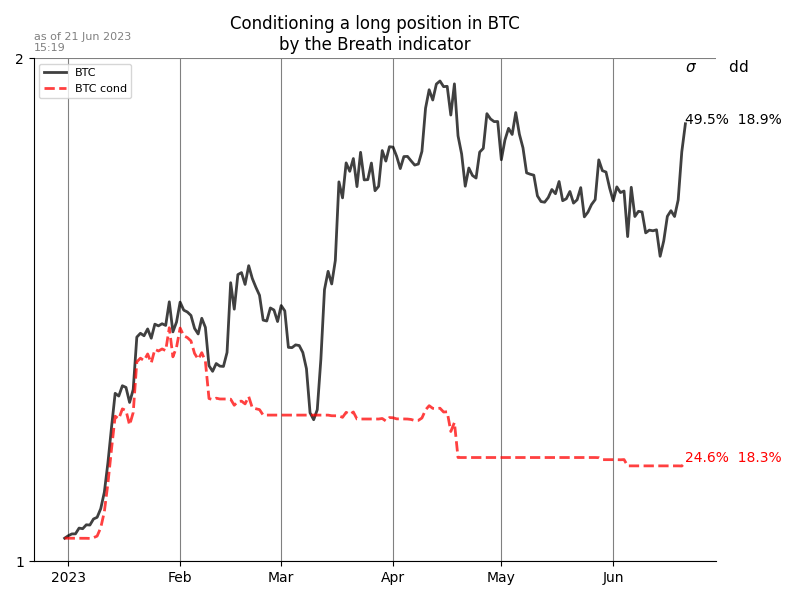 Conditioning a long position in BTC
by the Breath indicator
as of 21 Jun 2023
15:19
2
σ dd
BTC
BTC cond
49.5% 18.9%
24.6% 18.3%
1
2023 Feb Mar Apr May Jun